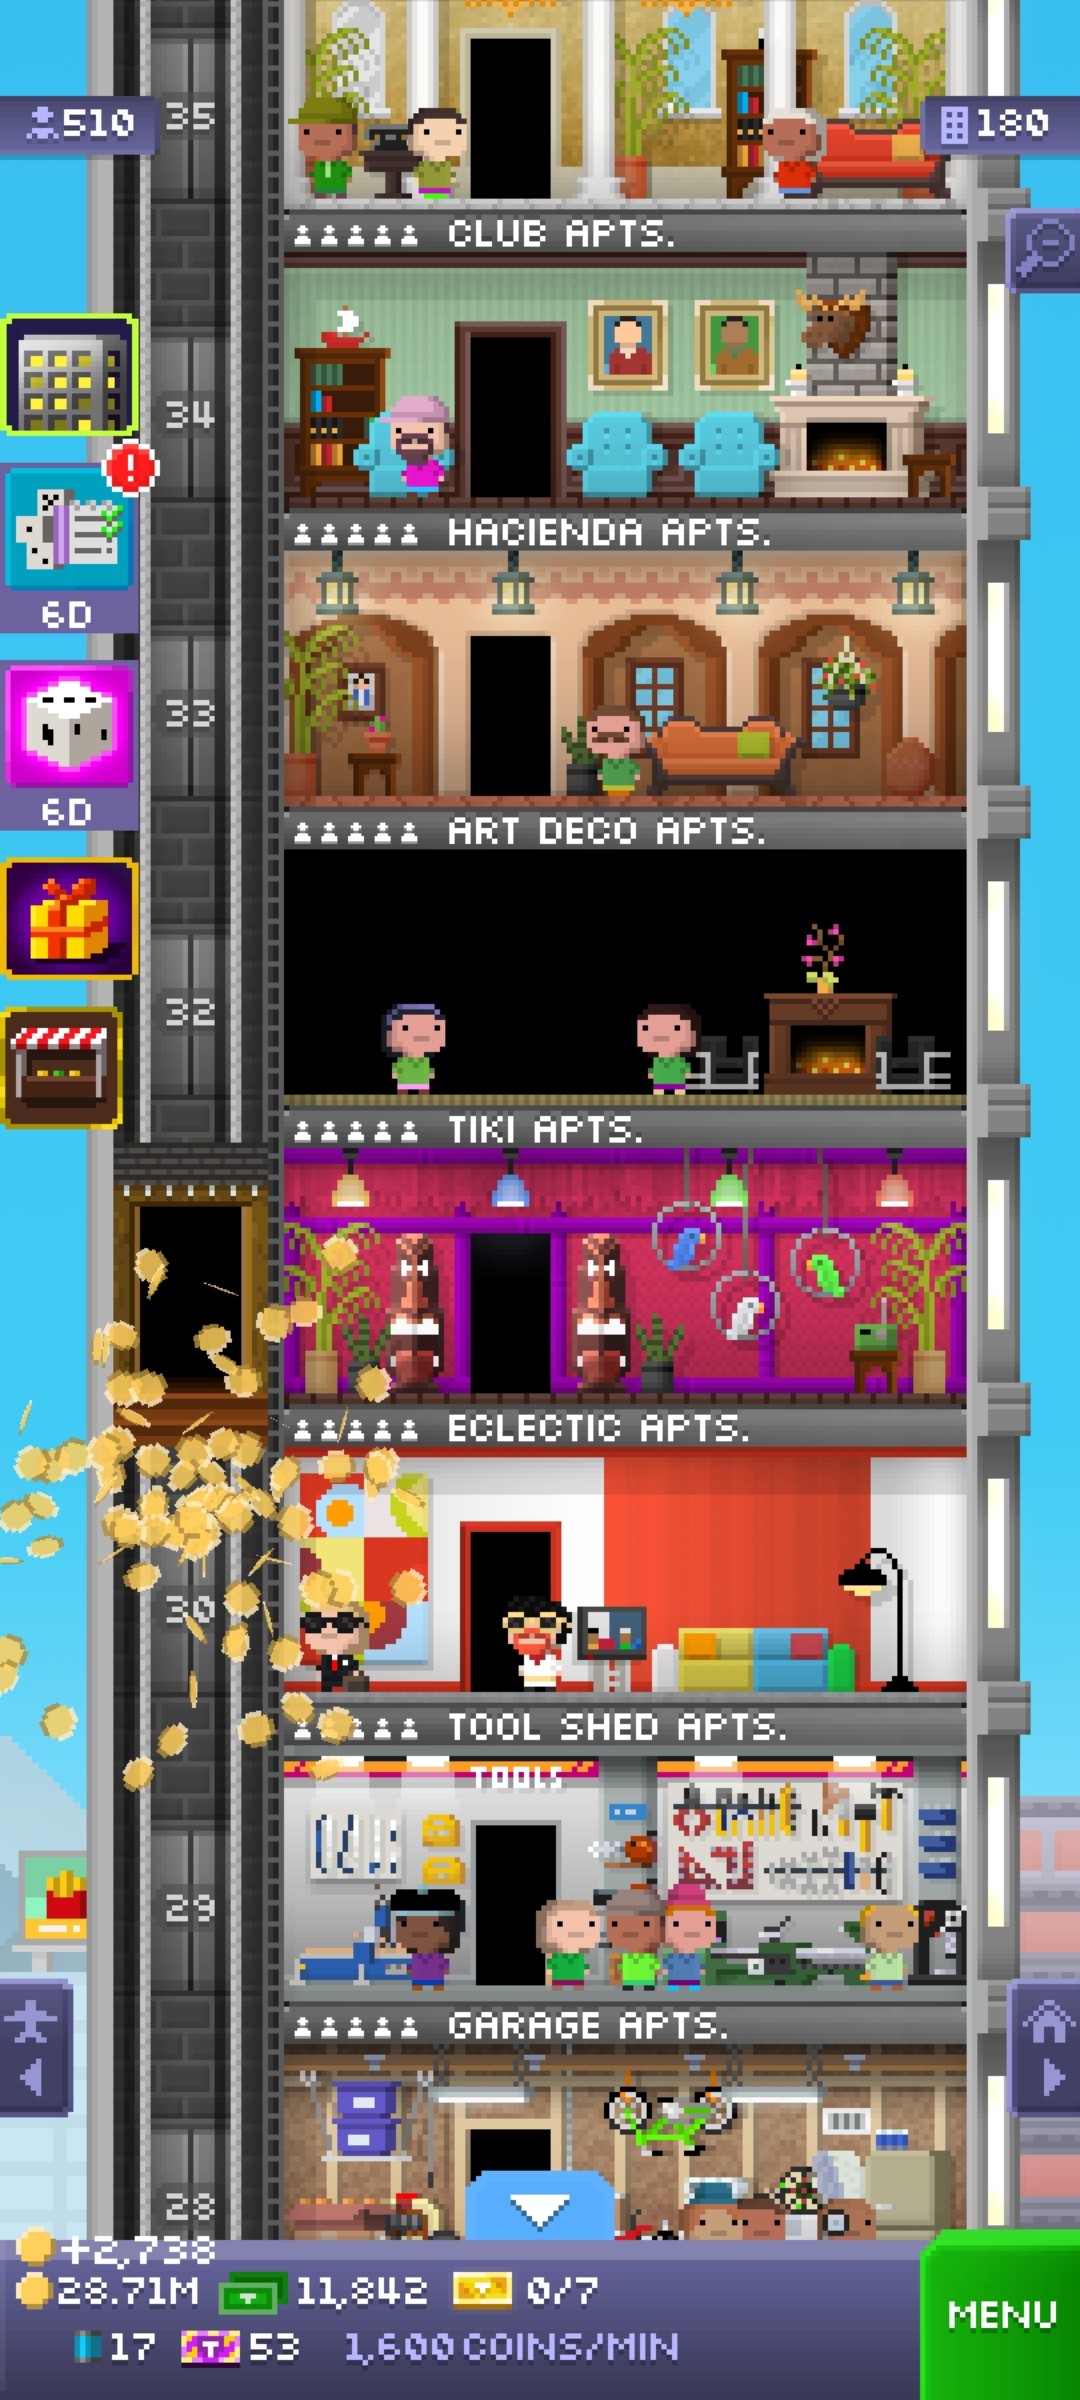 35
510
180
CLUB APTS.
34
HACIENDA APTS.
6D
33
6D
ART DECO APTS.
32
TIKI APTS.
ECLECTIC APTS.
30
TOOL SHED APTS.
TOOLS
29
GARAGE APTS.
28
+2,738
28.71M 11,842 0/7
17 53 1,600 COINS/MIN
MENU